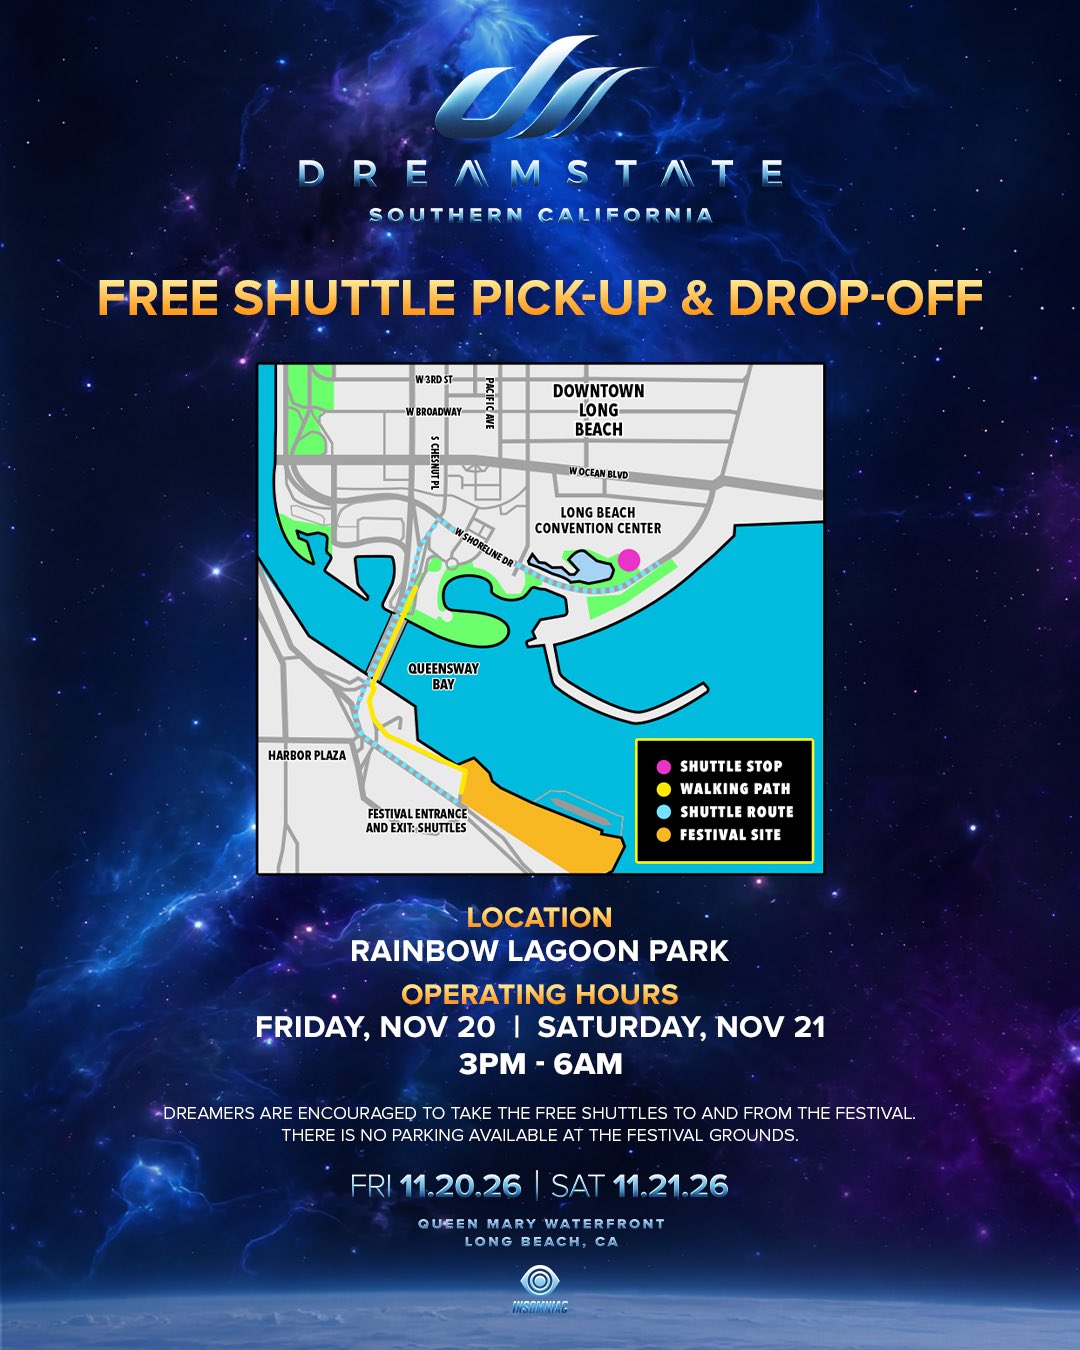 DREAMSTATE
SOUTHERN CALIFORNIA
FREE SHUTTLE PICK-UP & DROP-OFF
W 3RD ST
PACIFIC AVE
W BROADWAY
S CHESNUT PL
DOWNTOWN
LONG
BEACH
W OCEAN BLVD
LONG BEACH
CONVENTION CENTER
W SHORELINE DR
QUEENSWAY
BAY
HARBOR PLAZA
FESTIVAL ENTRANCE
AND EXIT: SHUTTLES
SHUTTLE STOP
WALKING PATH
SHUTTLE ROUTE
FESTIVAL SITE
LOCATION
RAINBOW LAGOON PARK
OPERATING HOURS
FRIDAY, NOV 20 | SATURDAY, NOV 21
3PM - 6AM
DREAMERS ARE ENCOURAGED TO TAKE THE FREE SHUTTLES TO AND FROM THE FESTIVAL.
THERE IS NO PARKING AVAILABLE AT THE FESTIVAL GROUNDS.
FRI 11.20.26 | SAT 11.21.26
QUEEN MARY WATERFRONT
LONG BEACH, CA
INSOMNIAC